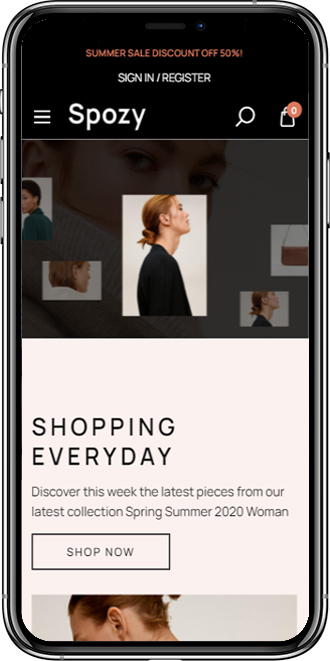 SUMMER SALE DISCOUNT OFF 50%!
SIGN IN / REGISTER
Spozy
0
SHOPPING
EVERYDAY
Discover this week the latest pieces from our
latest collection Spring Summer 2020 Woman
SHOP NOW